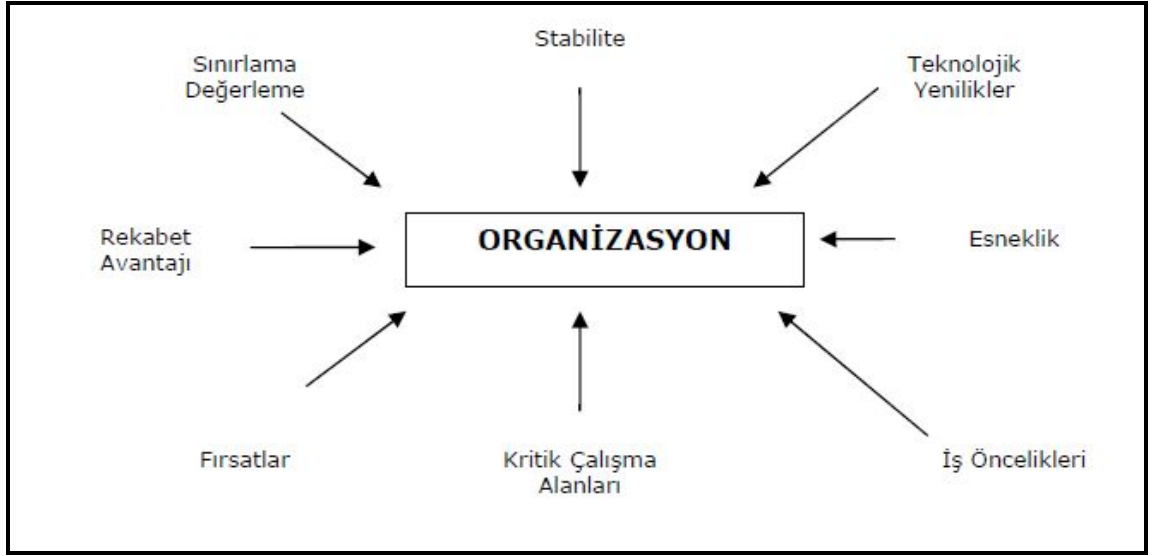 Stabilite
Sınırlama
Değerleme
Teknolojik
Yenilikler
Rekabet
Avantajı
ORGANİZASYON
Esneklik
Fırsatlar
Kritik Çalışma
Alanları
İş Öncelikleri